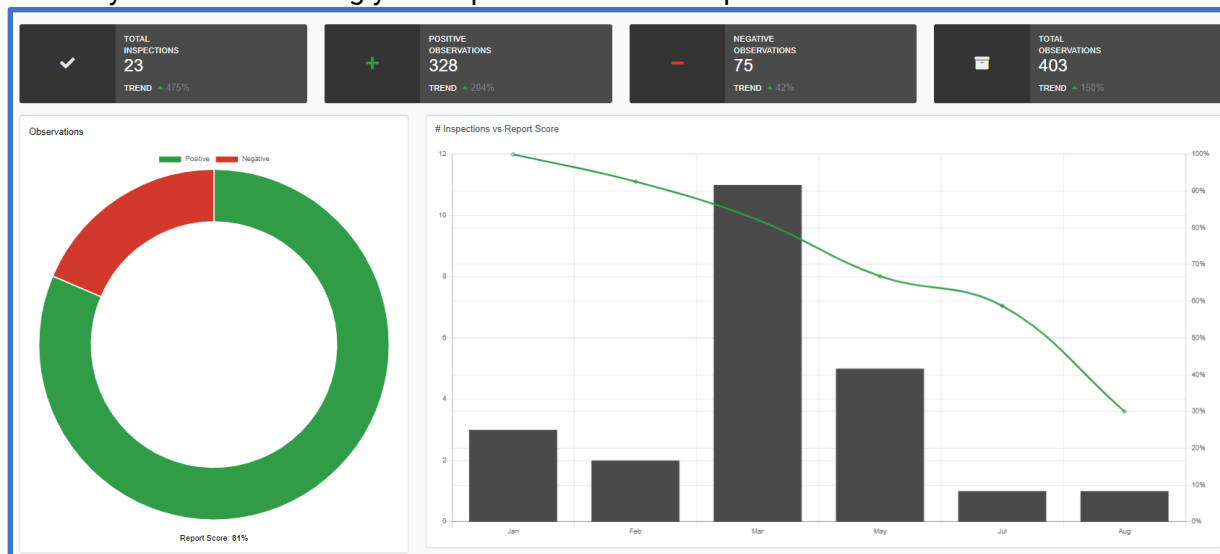 TOTAL
INSPECTIONS
23
TREND 475%
POSITIVE
OBSERVATIONS
328
TREND 204%
NEGATIVE
OBSERVATIONS
75
TREND 42%
TOTAL
OBSERVATIONS
403
TREND 150%
Observations
Positive Negative
Report Score: 81%
# Inspections vs Report Score
12 100%
90%
10
80%
8 70%
60%
6
50%
4 40%
30%
2 20%
10%
0 0%
Jan Feb Mar May Jul Aug